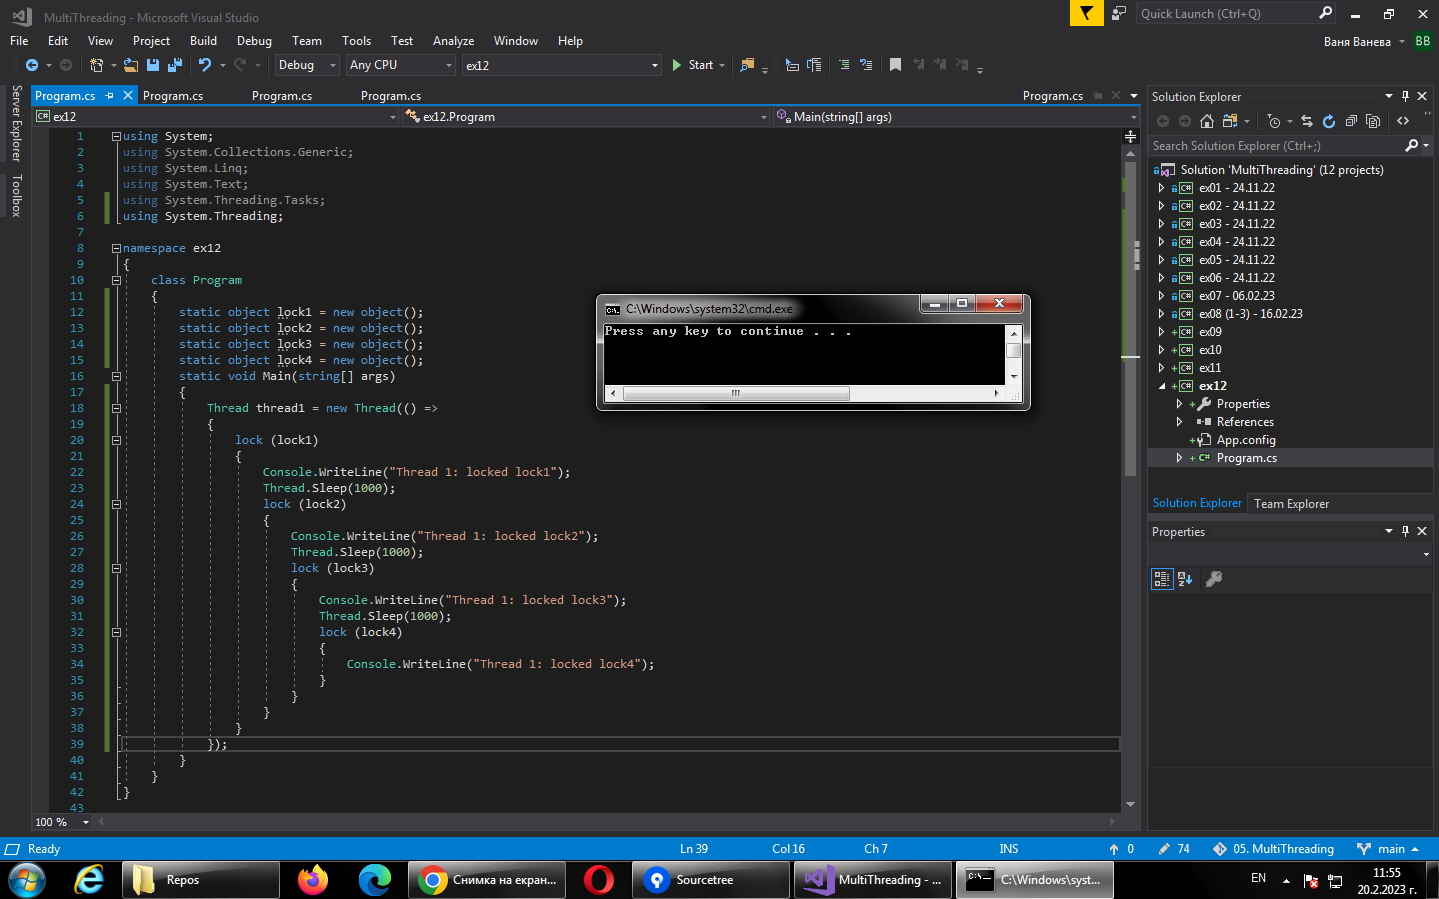 MultiThreading - Microsoft Visual Studio
Quick Launch (Ctrl+Q)
File Edit View Project Build Debug Team Tools Test Analyze Window Help
Ваня Ванева BB
Debug Any CPU ex12 Start
Server Explorer
Toolbox
Program.cs Program.cs Program.cs Program.cs Program.cs
C# ex12 ex12.Program Main(string[] args)
1 using System;
2 using System.Collections.Generic;
3 using System.Linq;
4 using System.Text;
5 using System.Threading.Tasks;
6 using System.Threading;
7
8 namespace ex12
9 {
10 class Program
11 {
12 static object lock1 = new object();
13 static object lock2 = new object();
14 static object lock3 = new object();
15 static object lock4 = new object();
16 static void Main(string[] args)
17 {
18 Thread thread1 = new Thread(() =>
19 {
20 lock (lock1)
21 {
22 Console.WriteLine("Thread 1: locked lock1");
23 Thread.Sleep(1000);
24 lock (lock2)
25 {
26 Console.WriteLine("Thread 1: locked lock2");
27 Thread.Sleep(1000);
28 lock (lock3)
29 {
30 Console.WriteLine("Thread 1: locked lock3");
31 Thread.Sleep(1000);
32 lock (lock4)
33 {
34 Console.WriteLine("Thread 1: locked lock4");
35 }
36 }
37 }
38 }
39 });
40 }
41 }
42 }
43
100 %
C:\Windows\system32\cmd.exe
Press any key to continue . . .
Solution Explorer
Search Solution Explorer (Ctrl+;)
Solution 'MultiThreading' (12 projects)
C# ex01 - 24.11.22
C# ex02 - 24.11.22
C# ex03 - 24.11.22
C# ex04 - 24.11.22
C# ex05 - 24.11.22
C# ex06 - 24.11.22
C# ex07 - 06.02.23
C# ex08 (1-3) - 16.02.23
C# ex09
C# ex10
C# ex11
C# ex12
Properties
References
App.config
C# Program.cs
Solution Explorer Team Explorer
Properties
Ready Ln 39 Col 16 Ch 7 INS 0 74 05. MultiThreading main
Repos
Снимка на екран...
Sourcetree
MultiThreading - ...
C:\Windows\syst...
EN
11:55
20.2.2023 г.